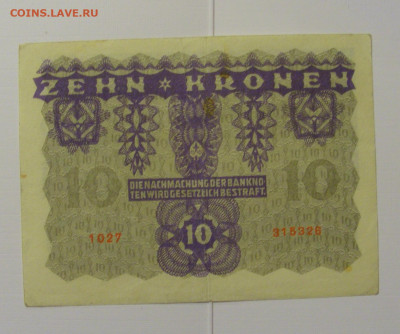 COINS.LAVE.RU
ZEHN ✶ KRONEN
10 10
DIE NACHMACHUNG DER BANKNO
TEN WIRD GESETZLICH BESTRAFT.
10
1027 315326